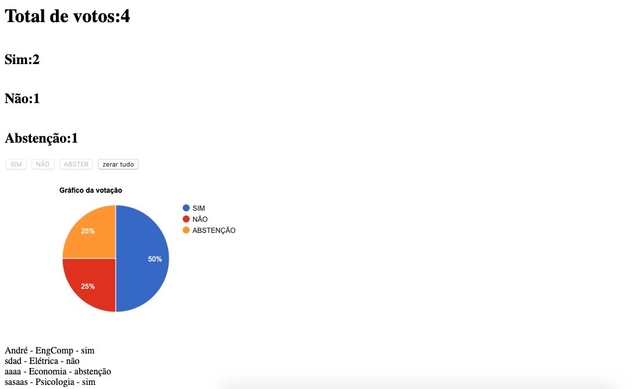 Total de votos:4
Sim:2
Não:1
Abstenção:1
SIM NÃO ABSTER zerar tudo
Gráfico da votação
SIM
NÃO
ABSTENÇÃO
25%
50%
25%
André - EngComp - sim
sdad - Elétrica - não
aaaa - Economia - abstenção
sasaas - Psicologia - sim